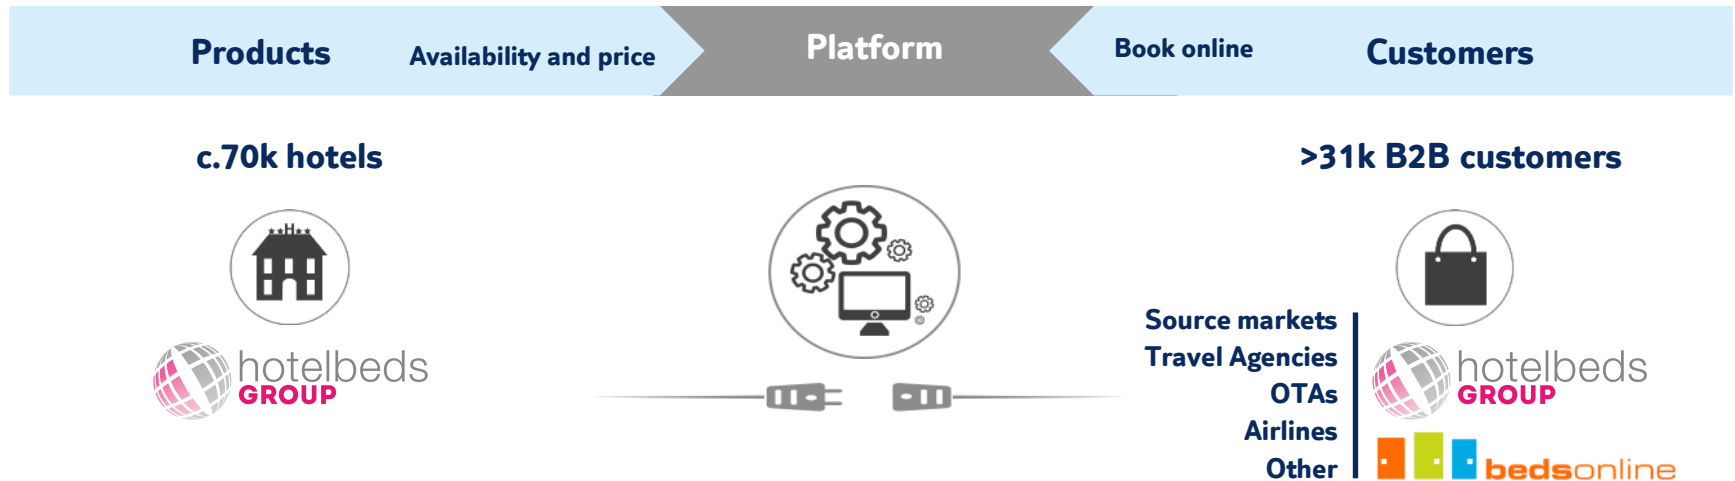 Products
Availability and price
Platform
Book online
Customers
c.70k hotels
>31k B2B customers
H
hotelbeds
GROUP
Source markets
Travel Agencies
OTAs
Airlines
Other
hotelbeds
GROUP
bedsonline